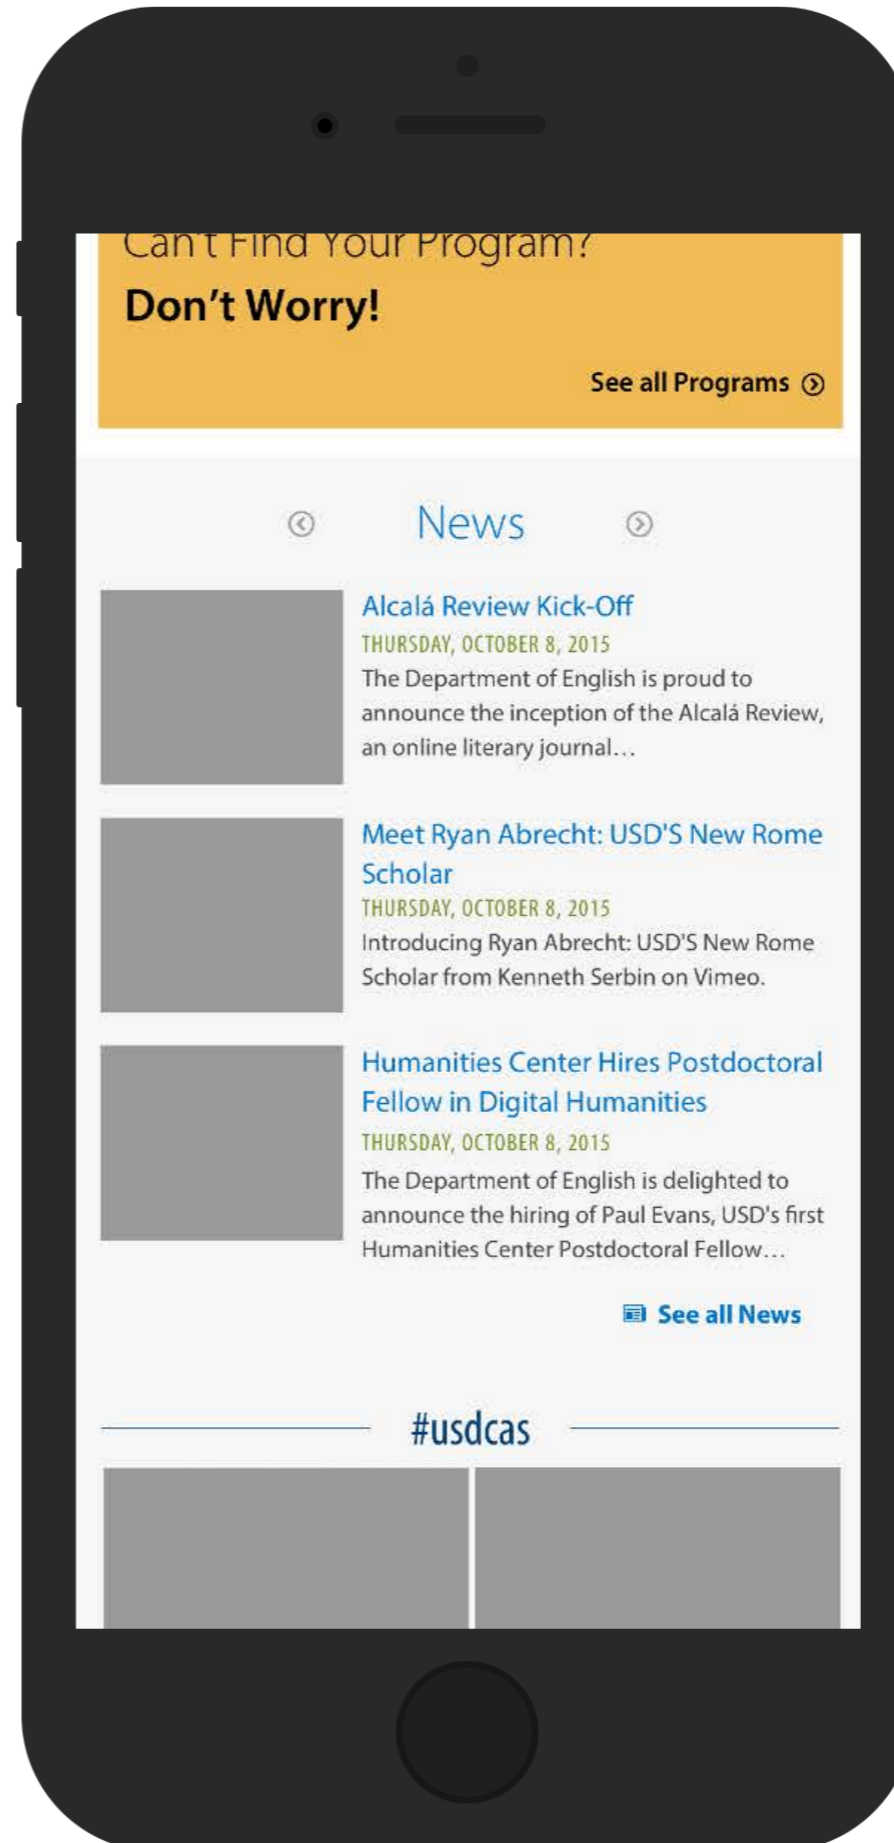 Can't Find Your Program?
Don't Worry!
See all Programs
News
Alcalá Review Kick-Off
THURSDAY, OCTOBER 8, 2015
The Department of English is proud to
announce the inception of the Alcalá Review,
an online literary journal…
Meet Ryan Abrecht: USD'S New Rome
Scholar
THURSDAY, OCTOBER 8, 2015
Introducing Ryan Abrecht: USD'S New Rome
Scholar from Kenneth Serbin on Vimeo.
Humanities Center Hires Postdoctoral
Fellow in Digital Humanities
THURSDAY, OCTOBER 8, 2015
The Department of English is delighted to
announce the hiring of Paul Evans, USD's first
Humanities Center Postdoctoral Fellow…
See all News
#usdcas